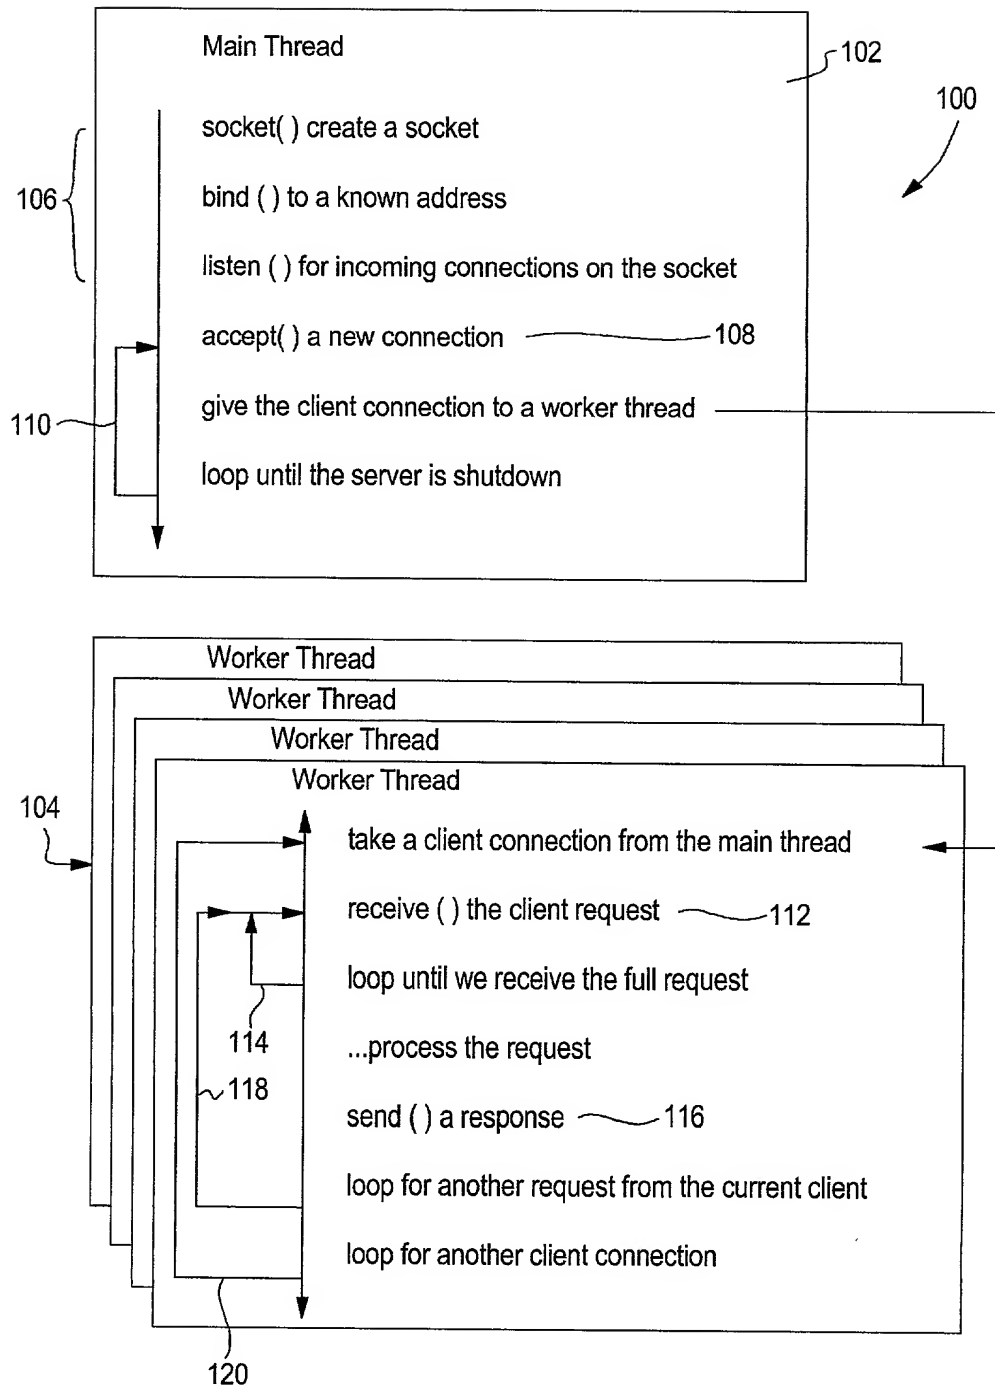 Main Thread
102
100
socket( ) create a socket
106
bind ( ) to a known address
listen ( ) for incoming connections on the socket
accept( ) a new connection
108
110
give the client connection to a worker thread
loop until the server is shutdown
Worker Thread
Worker Thread
Worker Thread
Worker Thread
104
take a client connection from the main thread
receive ( ) the client request
112
loop until we receive the full request
114
...process the request
118
send ( ) a response
116
loop for another request from the current client
loop for another client connection
120